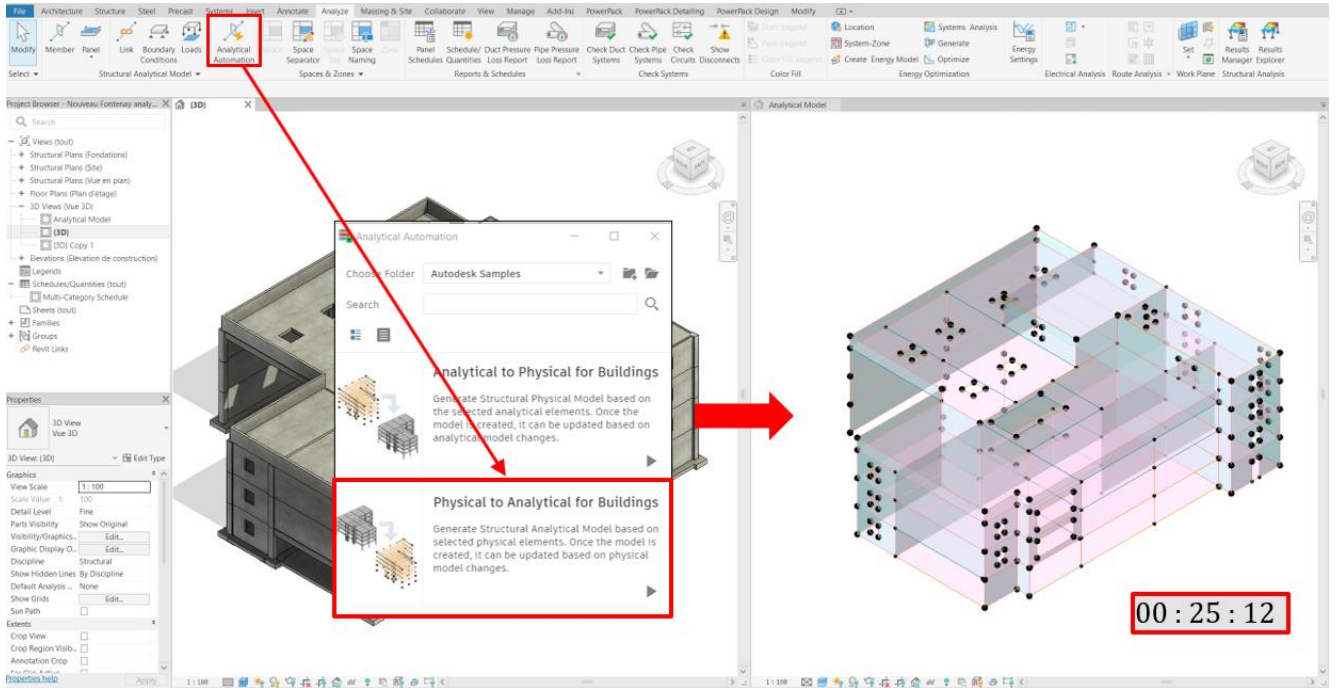 File Architecture Structure Steel Precast Systems Insert Annotate Analyze Massing & Site Collaborate View Manage Add-Ins PowerPack PowerPack Detailing PowerPack Design Modify
Modify Member Panel Link Boundary Conditions Loads Analytical Automation Space Space Separator Space Tag Space Naming Zone Panel Schedules Schedule/ Quantities Duct Pressure Loss Report Pipe Pressure Loss Report Check Duct Systems Check Pipe Systems Check Circuits Show Disconnects
Duct Legend Location Systems Analysis
Pipe Legend System-Zone Generate Energy Settings Set Results Manager Results Explorer
Color Fill Legend Create Energy Model Optimize
Select Structural Analytical Model Spaces & Zones Reports & Schedules Check Systems Color Fill Energy Optimization Electrical Analysis Route Analysis Work Plane Structural Analysis
Project Browser - Nouveau Fontenay analy...
(3D)
Analytical Model
Search
Views (tout)
Structural Plans (Fondations)
Structural Plans (Site)
Structural Plans (Vue en plan)
Floor Plans (Plan d'étage)
3D Views (Vue 3D)
Analytical Model
(3D)
(3D) Copy 1
Elevations (Élévation de construction)
Legends
Schedules/Quantities (tout)
Multi-Category Schedule
Sheets (tout)
Families
Groups
Revit Links
Properties
3D View
Vue 3D
3D View: (3D) Edit Type
Graphics
View Scale 1 : 100
Scale Value 1: 100
Detail Level Fine
Parts Visibility Show Original
Visibility/Graphics... Edit...
Graphic Display O... Edit...
Discipline Structural
Show Hidden Lines By Discipline
Default Analysis ... None
Show Grids Edit...
Sun Path
Extents
Crop View
Crop Region Visib...
Annotation Crop
Properties help Apply
Analytical Automation
Choose Folder Autodesk Samples
Search
Analytical to Physical for Buildings
Generate Structural Physical Model based on
the selected analytical elements. Once the
model is created, it can be updated based on
analytical model changes.
Physical to Analytical for Buildings
Generate Structural Analytical Model based on
selected physical elements. Once the model is
created, it can be updated based on physical
model changes.
00 : 25 : 12
1 : 100
1 : 100